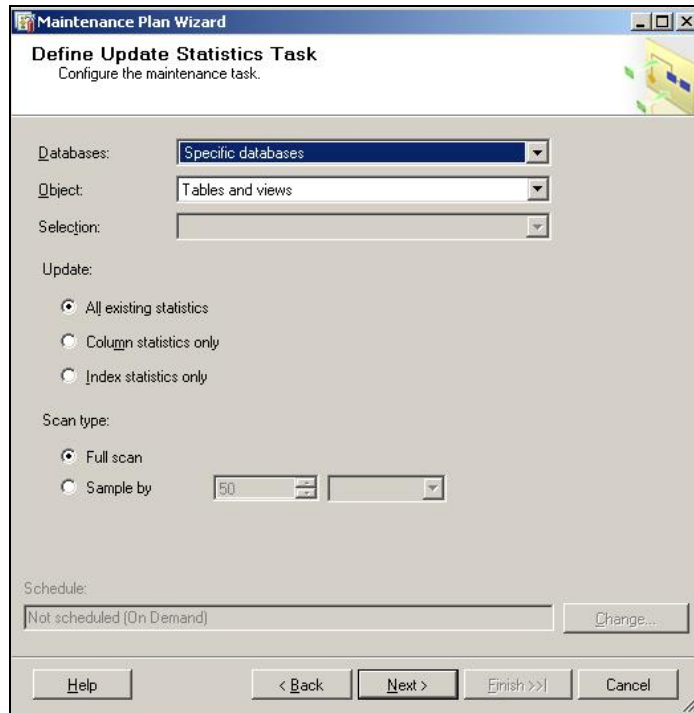 Maintenance Plan Wizard
Define Update Statistics Task
Configure the maintenance task.
Databases: Specific databases
Object: Tables and views
Selection:
Update:
All existing statistics
Column statistics only
Index statistics only
Scan type:
Full scan
Sample by 50
Schedule:
Not scheduled (On Demand) Change...
Help < Back Next > Finish >>| Cancel